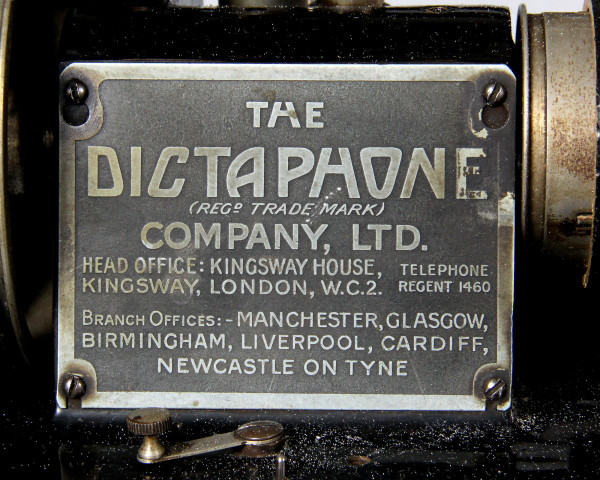 THE
DICTAPHONE
(REGD TRADE MARK)
COMPANY, LTD.
HEAD OFFICE: KINGSWAY HOUSE, TELEPHONE
KINGSWAY, LONDON, W.C.2. REGENT 1460
BRANCH OFFICES:- MANCHESTER, GLASGOW,
BIRMINGHAM, LIVERPOOL, CARDIFF,
NEWCASTLE ON TYNE